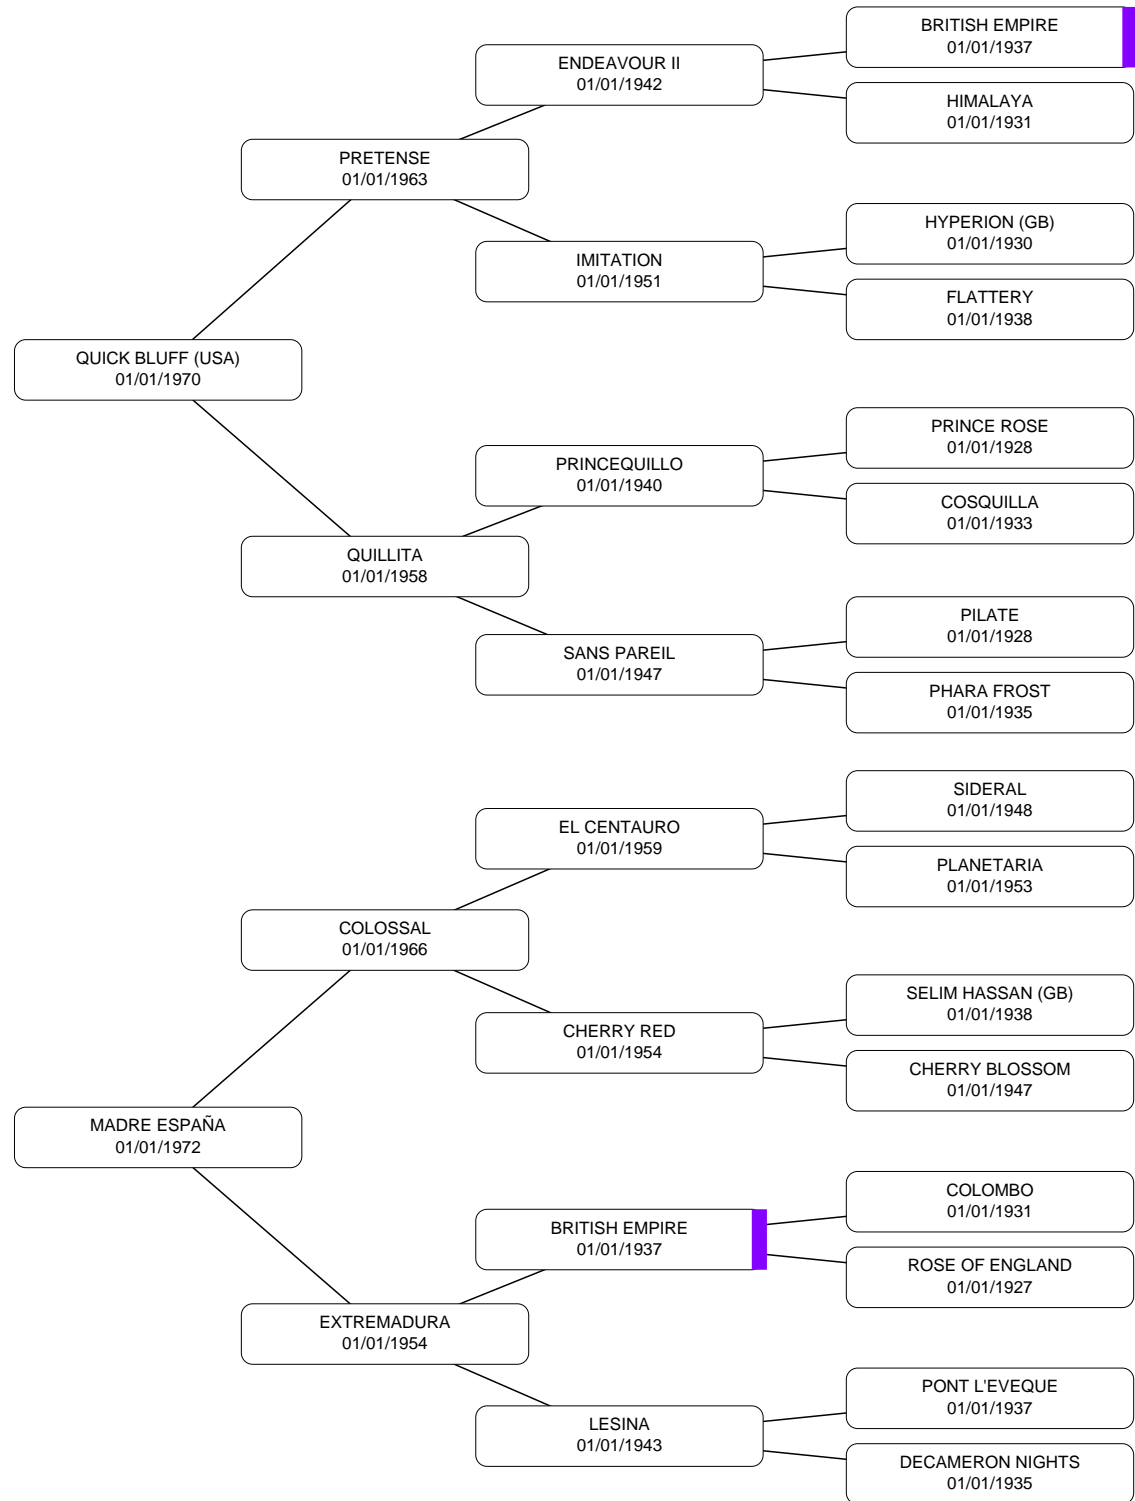 BRITISH EMPIRE
01/01/1937
ENDEAVOUR II
01/01/1942
HIMALAYA
01/01/1931
PRETENSE
01/01/1963
HYPERION (GB)
01/01/1930
IMITATION
01/01/1951
FLATTERY
01/01/1938
QUICK BLUFF (USA)
01/01/1970
PRINCE ROSE
01/01/1928
PRINCEQUILLO
01/01/1940
COSQUILLA
01/01/1933
QUILLITA
01/01/1958
PILATE
01/01/1928
SANS PAREIL
01/01/1947
PHARA FROST
01/01/1935
SIDERAL
01/01/1948
EL CENTAURO
01/01/1959
PLANETARIA
01/01/1953
COLOSSAL
01/01/1966
SELIM HASSAN (GB)
01/01/1938
CHERRY RED
01/01/1954
CHERRY BLOSSOM
01/01/1947
MADRE ESPAÑA
01/01/1972
COLOMBO
01/01/1931
BRITISH EMPIRE
01/01/1937
ROSE OF ENGLAND
01/01/1927
EXTREMADURA
01/01/1954
PONT L'EVEQUE
01/01/1937
LESINA
01/01/1943
DECAMERON NIGHTS
01/01/1935